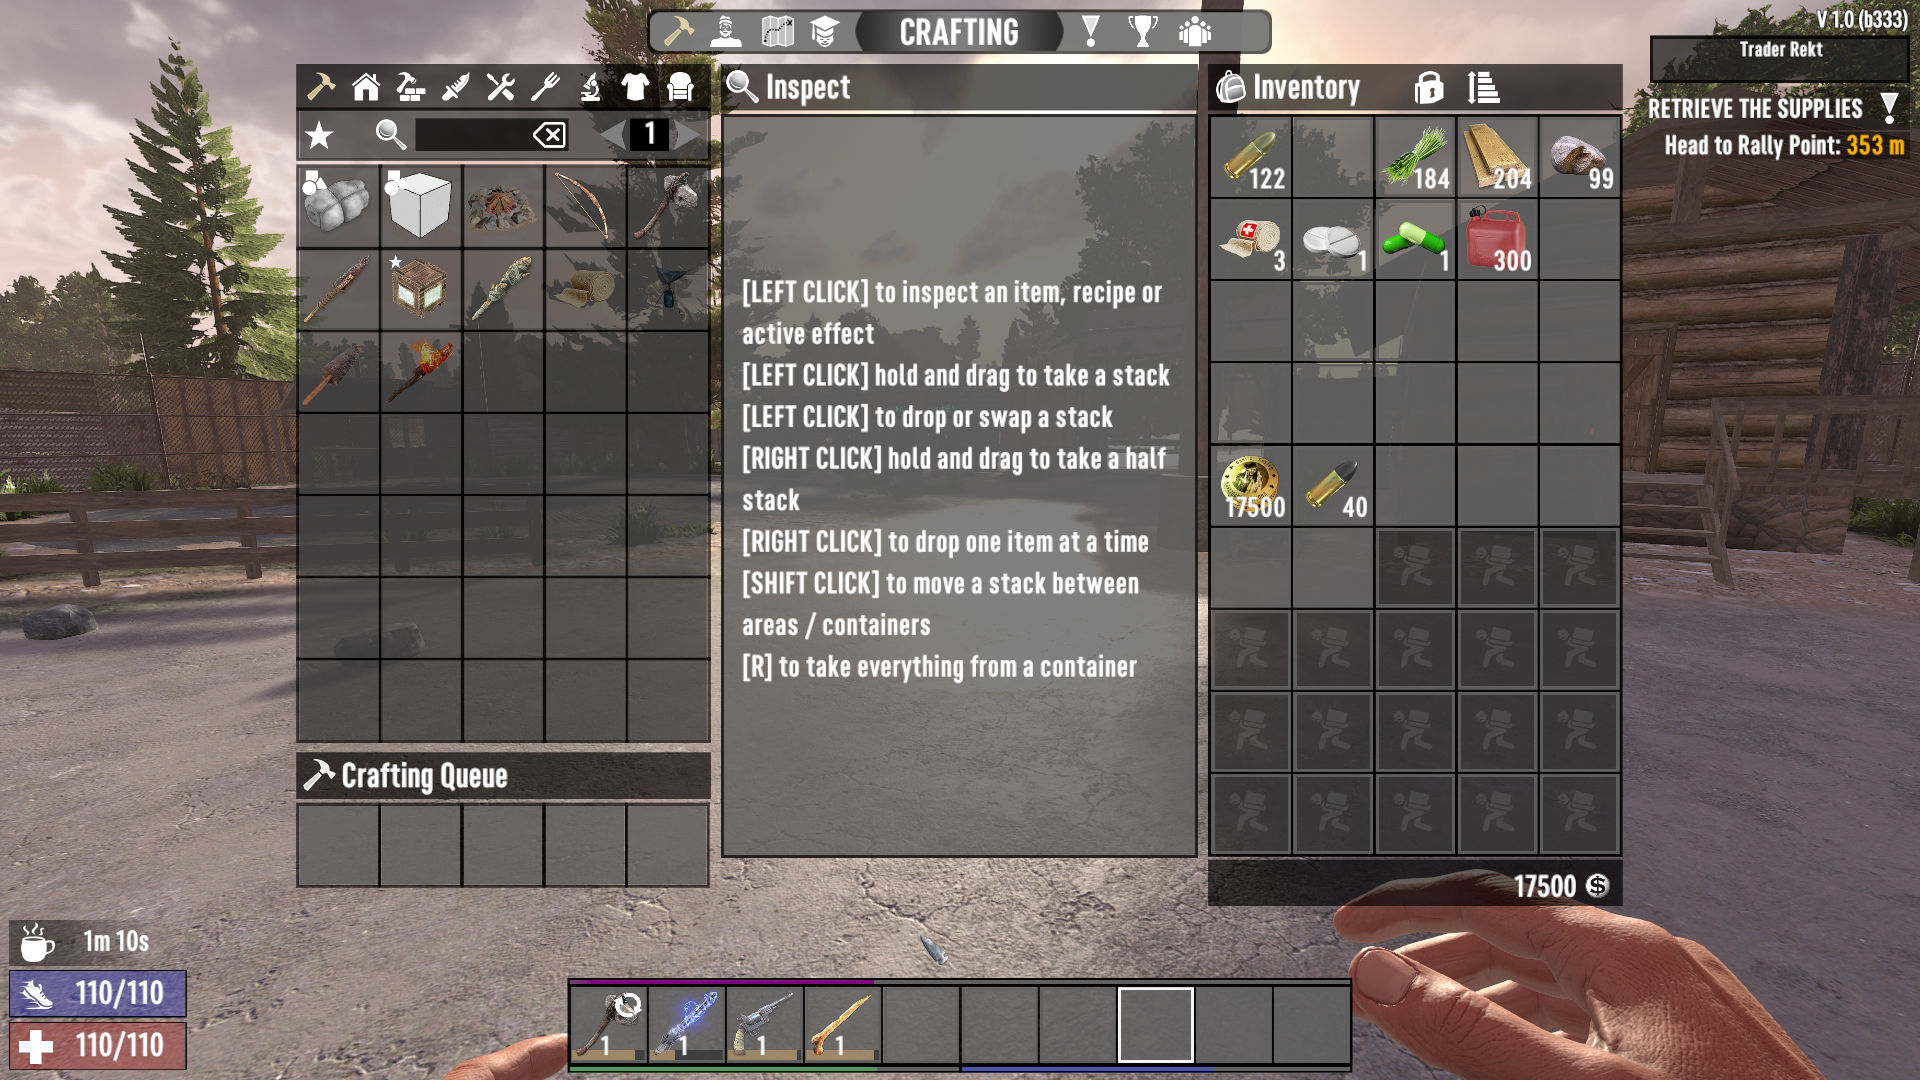 CRAFTING
V 1.0 (b333)
Trader Rekt
RETRIEVE THE SUPPLIES
Head to Rally Point: 353 m
1
Inspect
[LEFT CLICK] to inspect an item, recipe or
active effect
[LEFT CLICK] hold and drag to take a stack
[LEFT CLICK] to drop or swap a stack
[RIGHT CLICK] hold and drag to take a half
stack
[RIGHT CLICK] to drop one item at a time
[SHIFT CLICK] to move a stack between
areas / containers
[R] to take everything from a container
Inventory
122
184
204
99
3
1
1
300
17500
40
17500
Crafting Queue
1m 10s
110/110
110/110
1
1
1
1